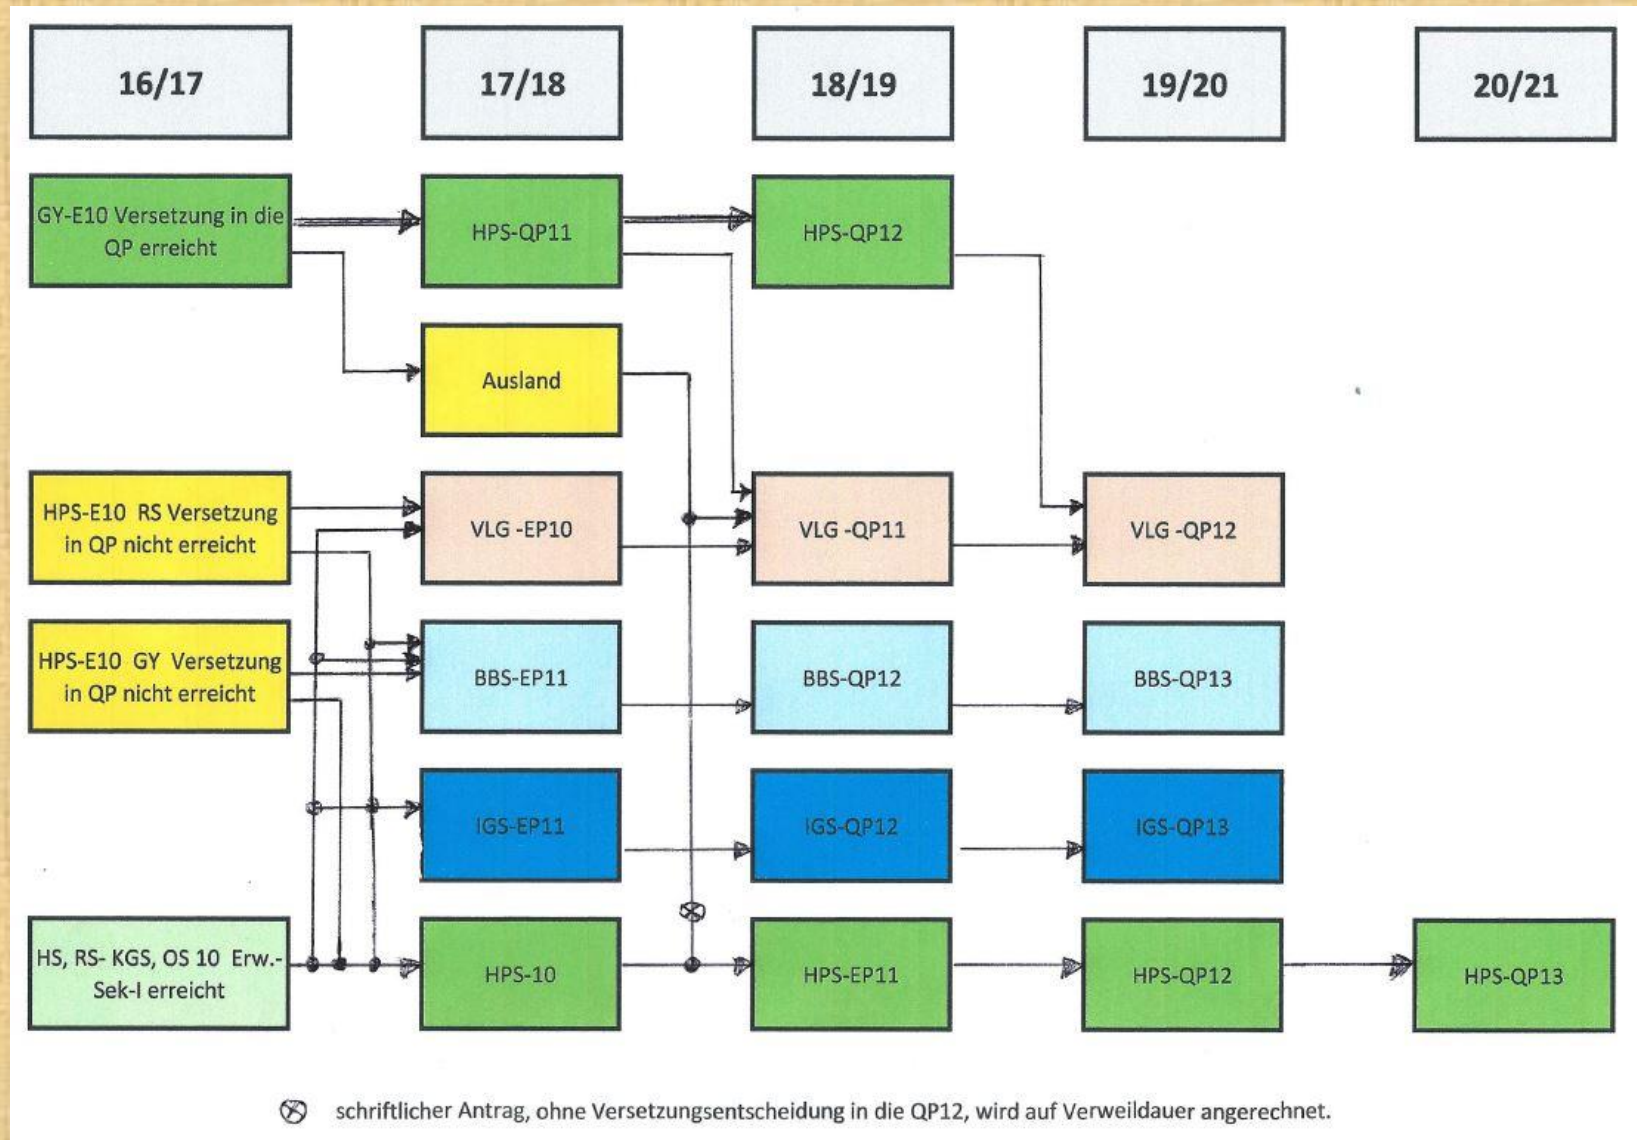 16/17
17/18
18/19
19/20
20/21
GY-E10 Versetzung in die
QP erreicht
HPS-QP11
HPS-QP12
Ausland
HPS-E10 RS Versetzung
in QP nicht erreicht
VLG -EP10
VLG -QP11
VLG -QP12
HPS-E10 GY Versetzung
in QP nicht erreicht
BBS-EP11
BBS-QP12
BBS-QP13
IGS-EP11
IGS-QP12
IGS-QP13
HS, RS- KGS, OS 10 Erw.-
Sek-I erreicht
HPS-10
HPS-EP11
HPS-QP12
HPS-QP13
schriftlicher Antrag, ohne Versetzungsentscheidung in die QP12, wird auf Verweildauer angerechnet.